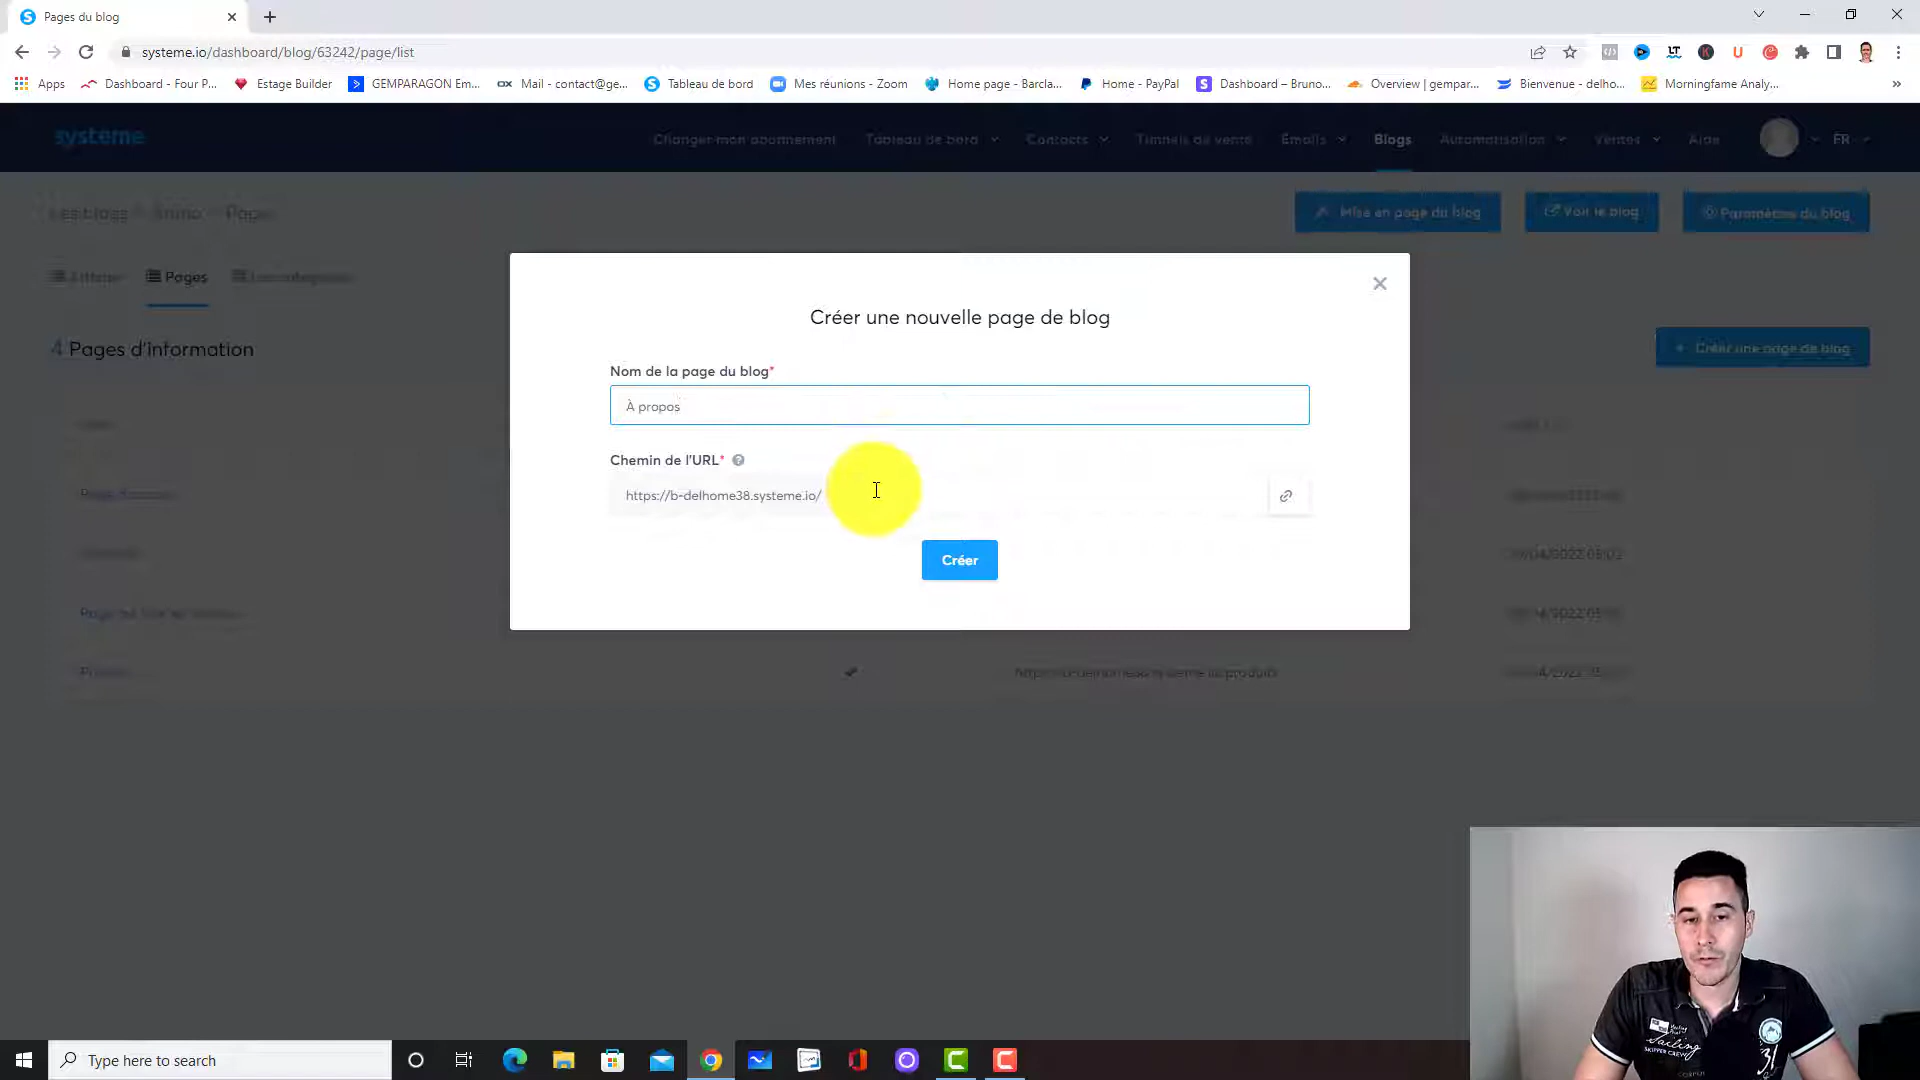 Pages du blog
systeme.io/dashboard/blog/63242/page/list
Apps Dashboard - Four P... Estage Builder GEMPARAGON Em... Mail - contact@ge... Tableau de bord Mes réunions - Zoom Home page - Barcla... Home - PayPal Dashboard – Bruno... Overview | gempar... Bienvenue - delho... Morningfame Analy... »
systeme Changer mon abonnement Tableau de bord Contacts Tunnels de vente Emails Blogs Automatisation Ventes Aide FR
Les blogs Bruno Pages Mise en page du blog Voir le blog Paramètres du blog
Pages
4 Pages d'information
+ Créer une page de blog
Créer une nouvelle page de blog
Nom de la page du blog*
À propos
Chemin de l'URL*
https://b-delhome38.systeme.io/
Créer
Type here to search